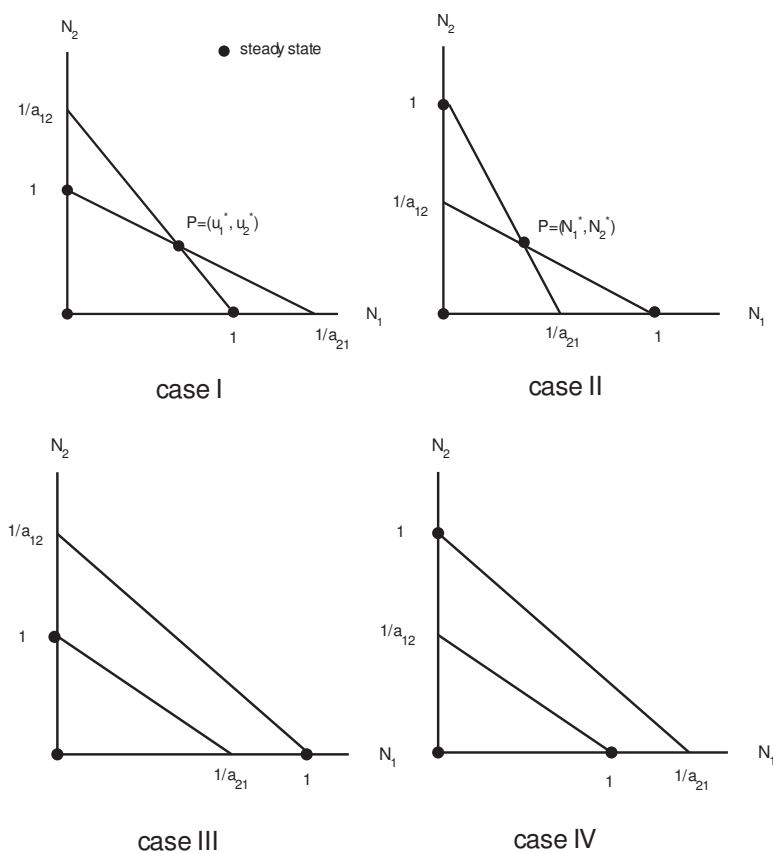 N₂
steady state
1/a₁₂
1
P=(u₁*, u₂*)
N₁
1
1/a₂₁
case I
N₂
1
1/a₁₂
P=(N₁*, N₂*)
N₁
1/a₂₁
1
case II
N₂
1/a₁₂
1
N₁
1/a₂₁
1
case III
N₂
1
1/a₁₂
N₁
1
1/a₂₁
case IV